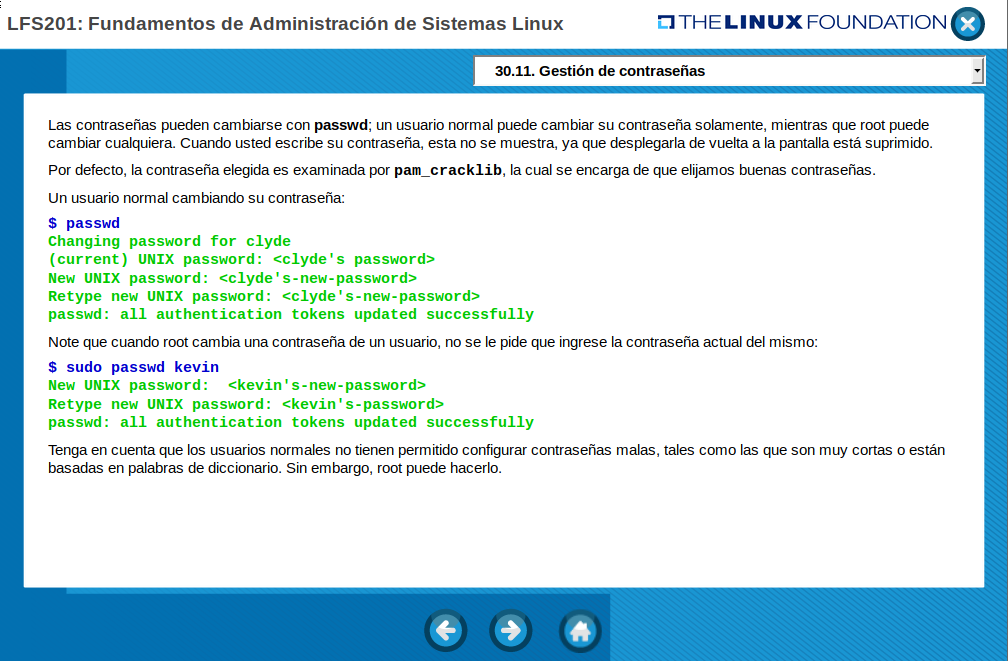 LFS201: Fundamentos de Administración de Sistemas Linux
THE LINUX FOUNDATION
30.11. Gestión de contraseñas
Las contraseñas pueden cambiarse con passwd; un usuario normal puede cambiar su contraseña solamente, mientras que root puede
cambiar cualquiera. Cuando usted escribe su contraseña, esta no se muestra, ya que desplegarla de vuelta a la pantalla está suprimido.
Por defecto, la contraseña elegida es examinada por pam_cracklib, la cual se encarga de que elijamos buenas contraseñas.
Un usuario normal cambiando su contraseña:
$ passwd
Changing password for clyde
(current) UNIX password: <clyde's password>
New UNIX password: <clyde's-new-password>
Retype new UNIX password: <clyde's-new-password>
passwd: all authentication tokens updated successfully
Note que cuando root cambia una contraseña de un usuario, no se le pide que ingrese la contraseña actual del mismo:
$ sudo passwd kevin
New UNIX password:  <kevin's-new-password>
Retype new UNIX password: <kevin's-password>
passwd: all authentication tokens updated successfully
Tenga en cuenta que los usuarios normales no tienen permitido configurar contraseñas malas, tales como las que son muy cortas o están
basadas en palabras de diccionario. Sin embargo, root puede hacerlo.